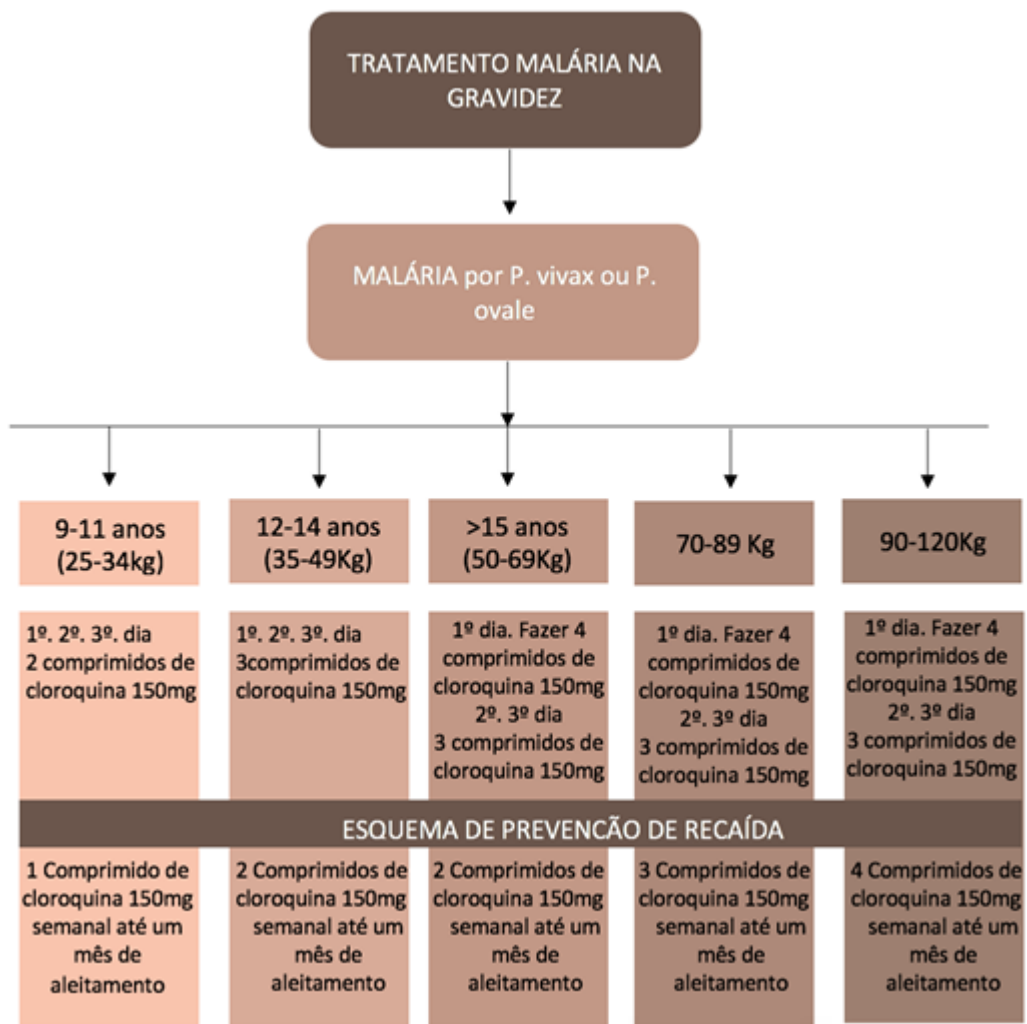 TRATAMENTO MALÁRIA NA
GRAVIDEZ
MALÁRIA por P. vivax ou P.
ovale
9-11 anos
(25-34kg)
12-14 anos
(35-49Kg)
>15 anos
(50-69Kg)
70-89 Kg
90-120Kg
1º. 2º. 3º. dia
2 comprimidos de
cloroquina 150mg
1º. 2º. 3º. dia
3comprimidos de
cloroquina 150mg
1º dia. Fazer 4
comprimidos de
cloroquina 150mg
2º. 3º dia
3 comprimidos de
cloroquina 150mg
1º dia. Fazer 4
comprimidos de
cloroquina 150mg
2º. 3º dia
3 comprimidos de
cloroquina 150mg
1º dia. Fazer 4
comprimidos de
cloroquina 150mg
2º. 3º dia
3 comprimidos de
cloroquina 150mg
ESQUEMA DE PREVENCÃO DE RECAÍDA
1 Comprimido de
cloroquina 150mg
semanal até um
mês de
aleitamento
2 Comprimidos de
cloroquina 150mg
semanal até um
mês de
aleitamento
2 Comprimidos de
cloroquina 150mg
semanal até um
mês de
aleitamento
3 Comprimidos de
cloroquina 150mg
semanal até um
mês de
aleitamento
4 Comprimidos de
cloroquina 150mg
semanal até um
mês de
aleitamento